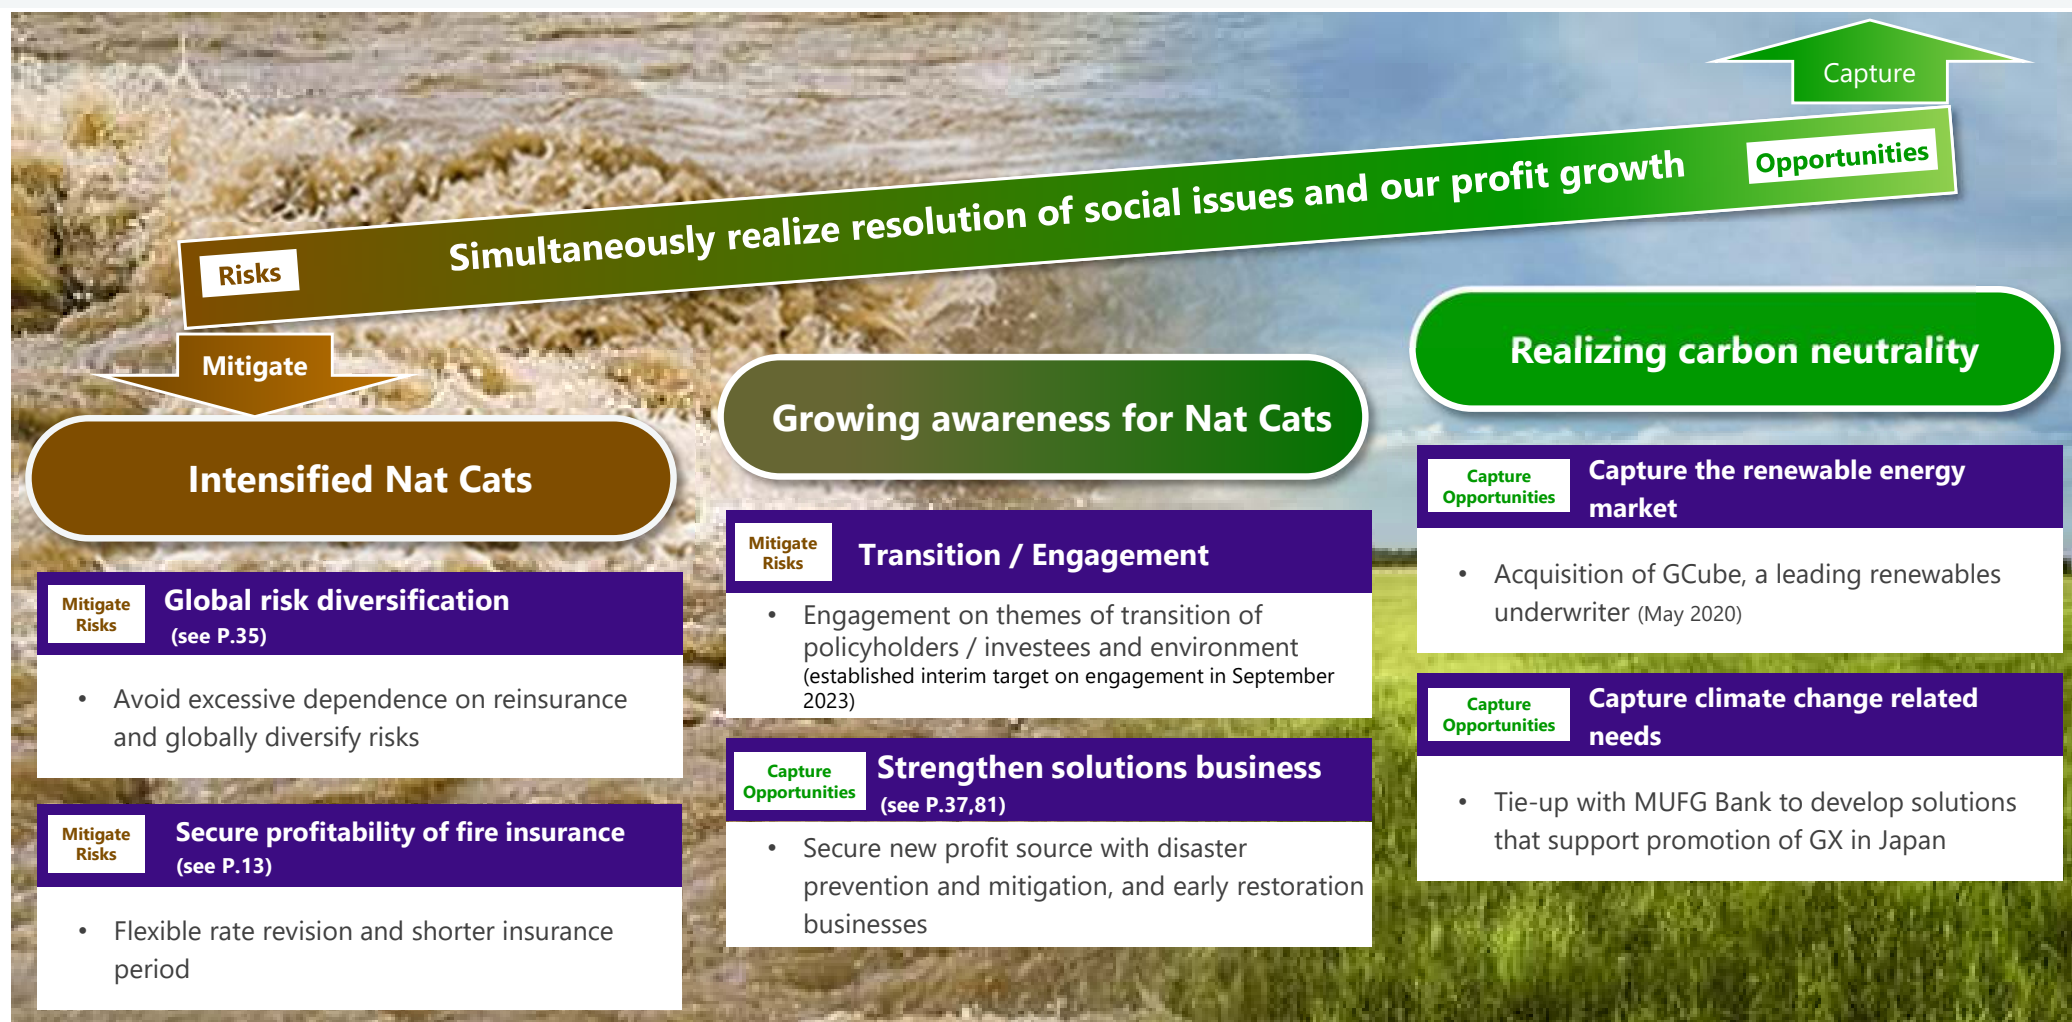 Capture
Simultaneously realize resolution of social issues and our profit growth
Opportunities
Risks
Mitigate
Intensified Nat Cats
Mitigate
Risks
Global risk diversification
(see P.35)
• Avoid excessive dependence on reinsurance
and globally diversify risks
Mitigate
Risks
Secure profitability of fire insurance
(see P.13)
• Flexible rate revision and shorter insurance
period
Growing awareness for Nat Cats
Mitigate
Risks
Transition / Engagement
• Engagement on themes of transition of
policyholders / investees and environment
(established interim target on engagement in September
2023)
Capture
Opportunities
Strengthen solutions business
(see P.37,81)
• Secure new profit source with disaster
prevention and mitigation, and early restoration
businesses
Realizing carbon neutrality
Capture
Opportunities
Capture the renewable energy
market
• Acquisition of GCube, a leading renewables
underwriter (May 2020)
Capture
Opportunities
Capture climate change related
needs
• Tie-up with MUFG Bank to develop solutions
that support promotion of GX in Japan